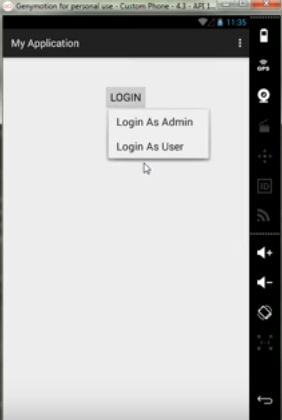 Genymotion for personal use - Custom Phone - 4.3 - API 1...
11:35
My Application
LOGIN
Login As Admin
Login As User
GPS
ID